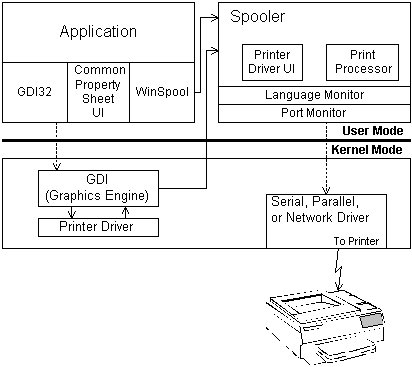 Application
GDI32
Common
Property
Sheet
UI
WinSpool
Spooler
Printer
Driver UI
Print
Processor
Language Monitor
Port Monitor
User Mode
Kernel Mode
GDI
(Graphics Engine)
Printer Driver
Serial, Parallel,
or Network Driver
To Printer